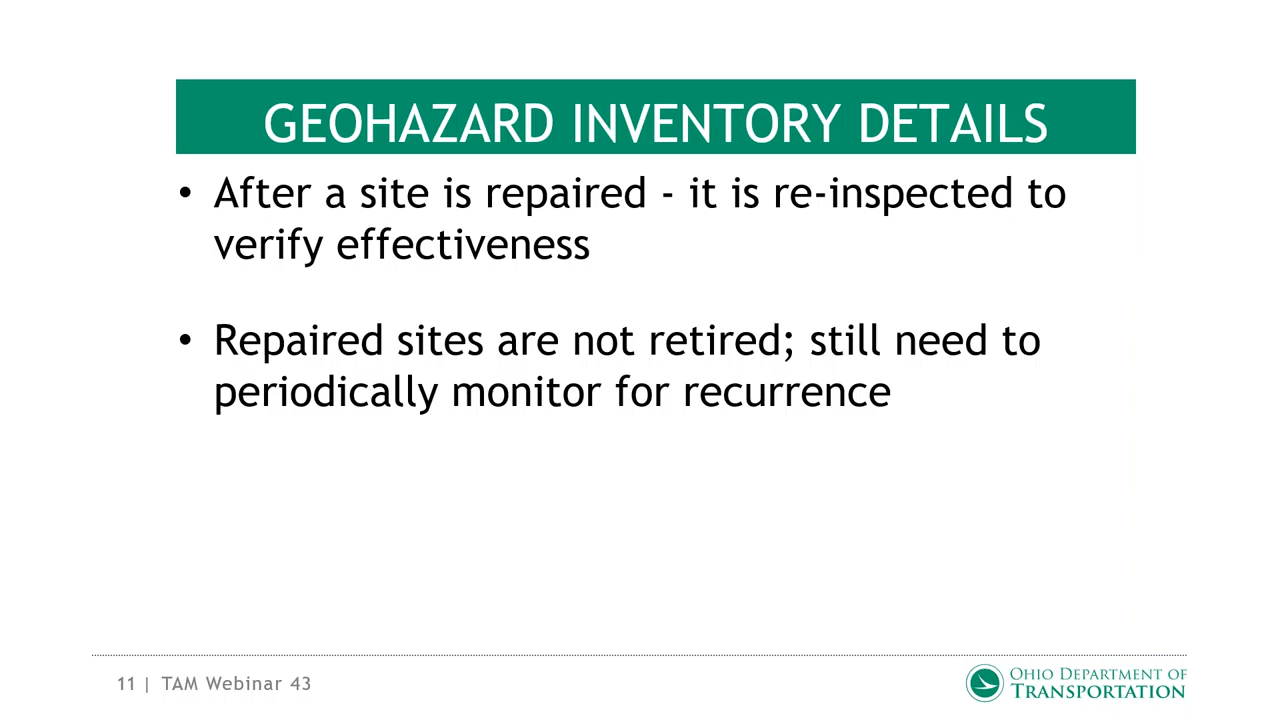 GEOHAZARD INVENTORY DETAILS
• After a site is repaired - it is re-inspected to
verify effectiveness
• Repaired sites are not retired; still need to
periodically monitor for recurrence
11 | TAM Webinar 43
OHIO DEPARTMENT OF
TRANSPORTATION